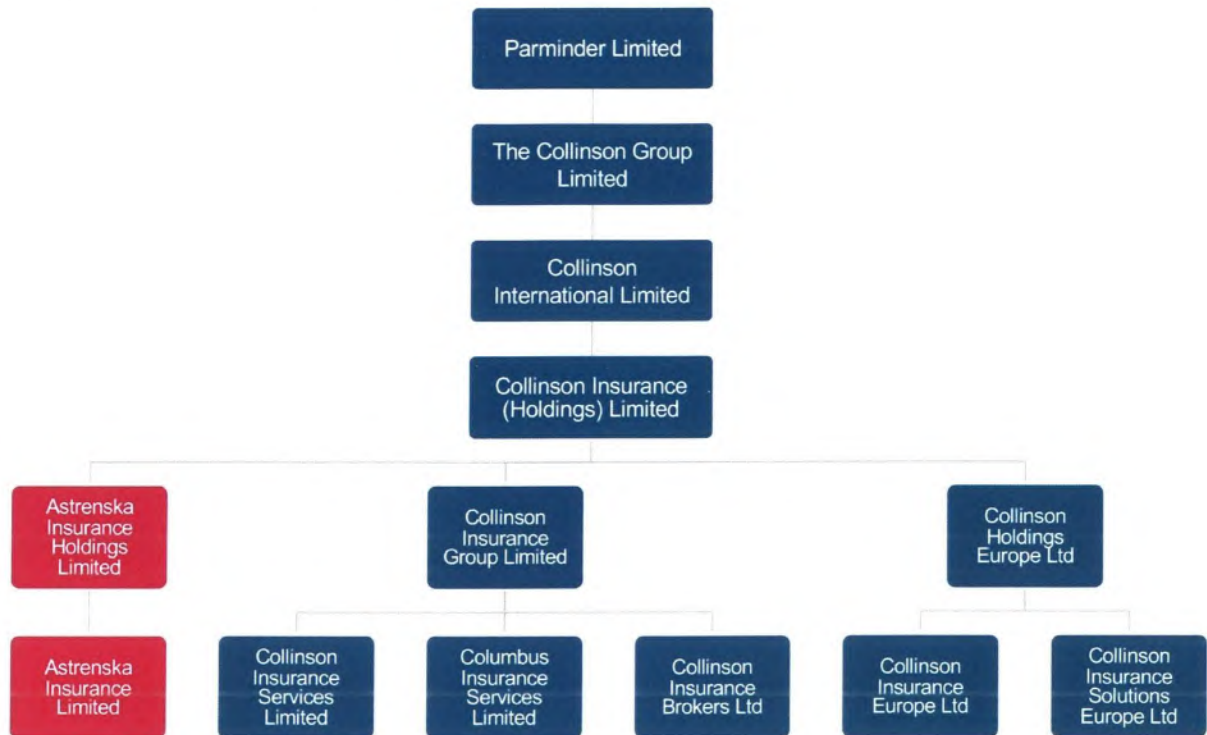 Parminder Limited
The Collinson Group
Limited
Collinson
International Limited
Collinson Insurance
(Holdings) Limited
Astrenska
Insurance
Holdings
Limited
Collinson
Insurance
Group Limited
Collinson
Holdings
Europe Ltd
Astrenska
Insurance
Limited
Collinson
Insurance
Services
Limited
Columbus
Insurance
Services
Limited
Collinson
Insurance
Brokers Ltd
Collinson
Insurance
Europe Ltd
Collinson
Insurance
Solutions
Europe Ltd